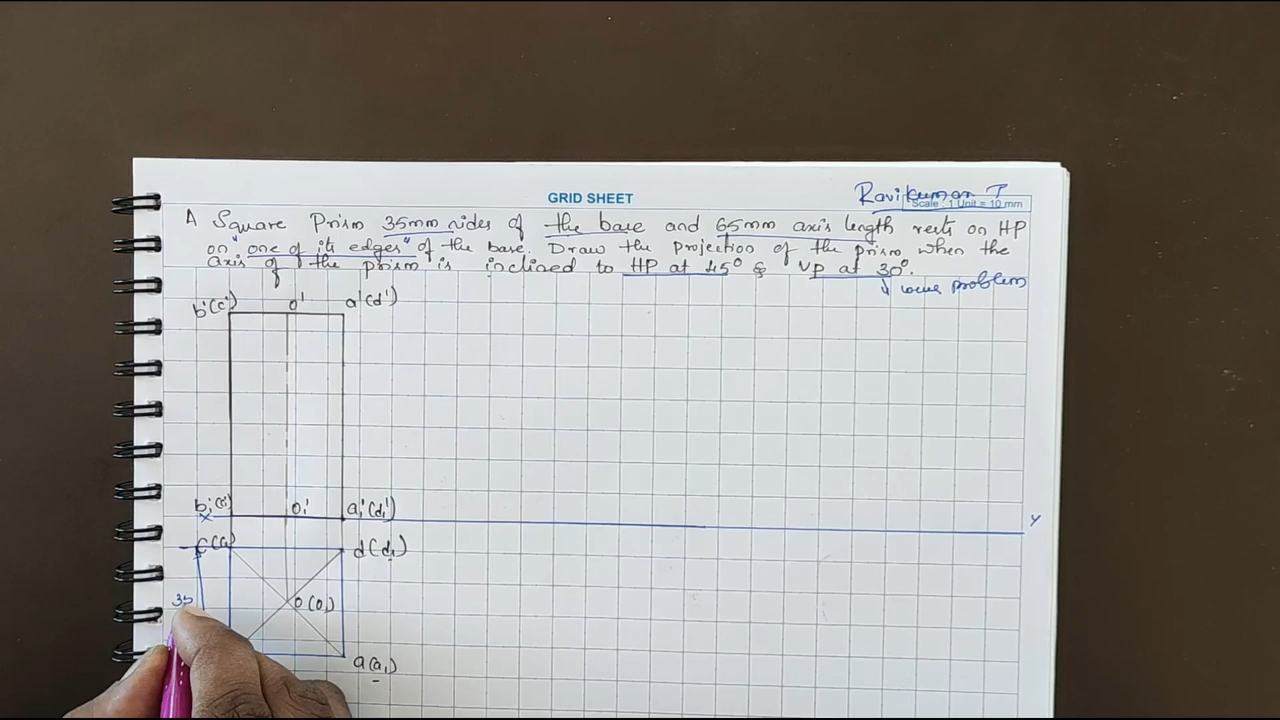 GRID SHEET
Ravikumar T
Scale : 1 Unit = 10 mm
A Square Prism 35mm sides of the base and 65mm axis length rests on HP
on "one of its edges" of the base. Draw the projection of the prism when the
axis of the prism is inclined to HP at 45° & VP at 30°.
↓ locus problem
b'(c') o' a'(d')
b₁'(c₁') o₁' a₁'(d₁')
X Y
c(c₁) d(d₁)
35 o(o₁)
a(a₁)